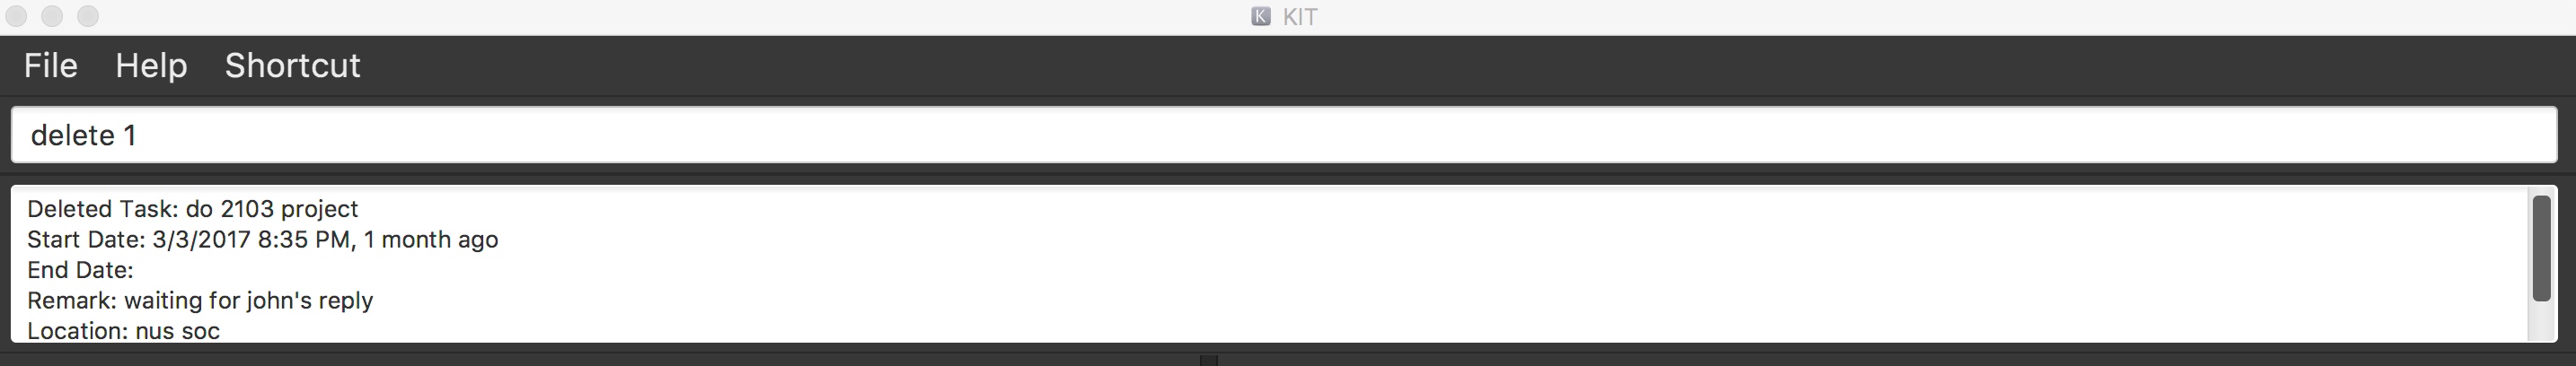 K KIT
File Help Shortcut
delete 1
Deleted Task: do 2103 project
Start Date: 3/3/2017 8:35 PM, 1 month ago
End Date:
Remark: waiting for john's reply
Location: nus soc